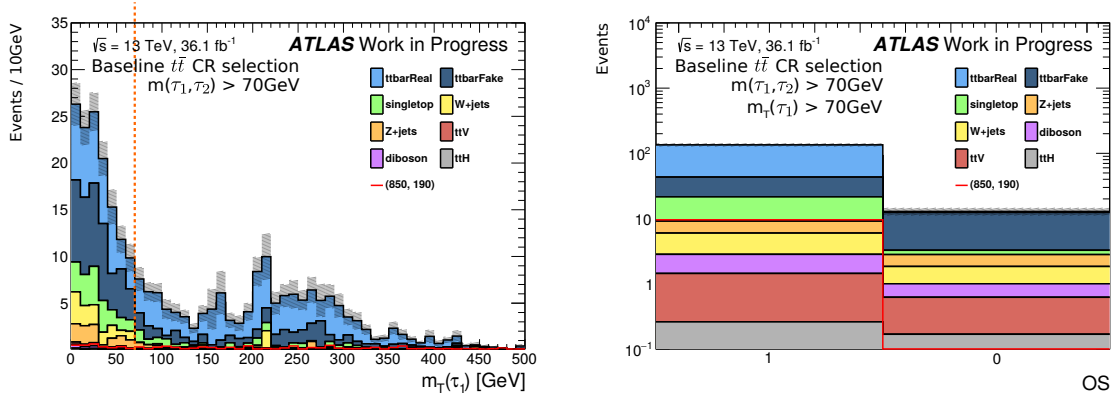 Events / 10GeV
35
30
25
20
15
10
5
√s = 13 TeV, 36.1 fb⁻¹
ATLAS Work in Progress
Baseline tt̄ CR selection
m(τ₁,τ₂) > 70GeV
ttbarReal ttbarFake
singletop W+jets
Z+jets ttV
diboson ttH
(850, 190)
0 50 100 150 200 250 300 350 400 450 500
m_T(τ₁) [GeV]
Events
10⁴
10³
10²
10
1
10⁻¹
√s = 13 TeV, 36.1 fb⁻¹
ATLAS Work in Progress
Baseline tt̄ CR selection
m(τ₁,τ₂) > 70GeV
m_T(τ₁) > 70GeV
ttbarReal ttbarFake
singletop Z+jets
W+jets diboson
ttV ttH
(850, 190)
1 0
OS